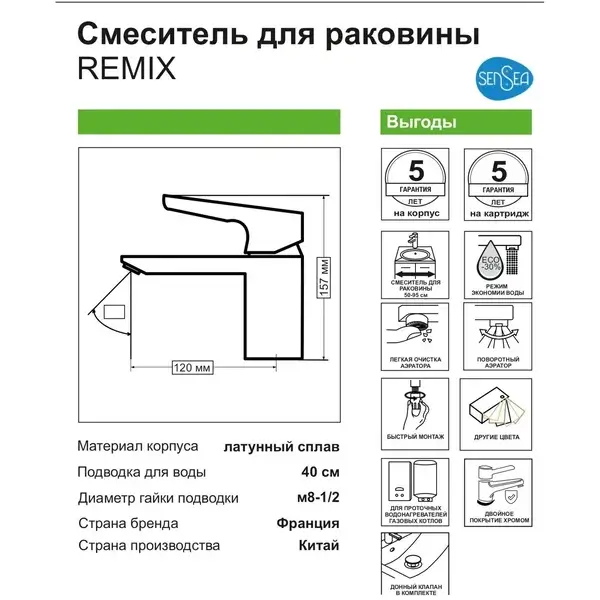 Смеситель для раковины
REMIX
SENSEA
Выгоды
157 мм
120 мм
5
ГАРАНТИЯ
ЛЕТ
на корпус
5
ГАРАНТИЯ
ЛЕТ
на картридж
СМЕСИТЕЛЬ ДЛЯ
РАКОВИНЫ
50-95 см
ECO
-30%
РЕЖИМ
ЭКОНОМИИ ВОДЫ
ЛЕГКАЯ ОЧИСТКА
АЭРАТОРА
ПОВОРОТНЫЙ
АЭРАТОР
БЫСТРЫЙ МОНТАЖ
ДРУГИЕ ЦВЕТА
ДЛЯ ПРОТОЧНЫХ
ВОДОНАГРЕВАТЕЛЕЙ
ГАЗОВЫХ КОТЛОВ
ДВОЙНОЕ
ПОКРЫТИЕ ХРОМОМ
ДОННЫЙ КЛАПАН
В КОМПЛЕКТЕ
Материал корпуса латунный сплав
Подводка для воды 40 см
Диаметр гайки подводки м8-1/2
Страна бренда Франция
Страна производства Китай